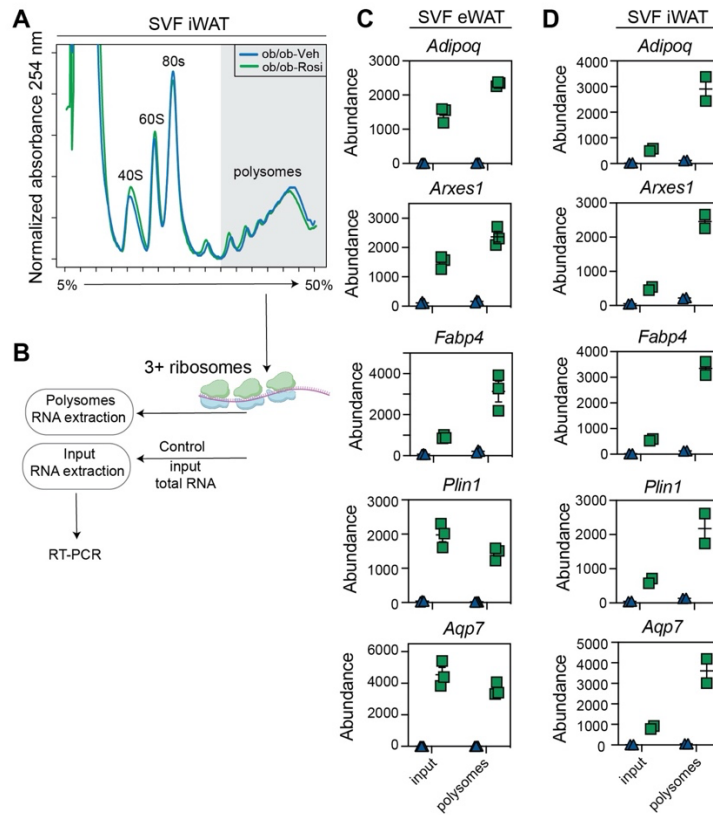 A
SVF iWAT
Normalized absorbance 254 nm
ob/ob-Veh
ob/ob-Rosi
80s
60S
40S
polysomes
5%
50%
B
3+ ribosomes
Polysomes
RNA extraction
Input
RNA extraction
Control
input
total RNA
RT-PCR
C
SVF eWAT
Adipoq
Abundance
3000
2000
1000
0
Arxes1
Abundance
3000
2000
1000
0
Fabp4
Abundance
4000
2000
0
Plin1
Abundance
3000
2000
1000
0
Aqp7
Abundance
6000
4000
2000
0
input
polysomes
D
SVF iWAT
Adipoq
Abundance
4000
3000
2000
1000
0
Arxes1
Abundance
3000
2000
1000
0
Fabp4
Abundance
4000
3000
2000
1000
0
Plin1
Abundance
3000
2000
1000
0
Aqp7
Abundance
5000
4000
3000
2000
1000
0
input
polysomes